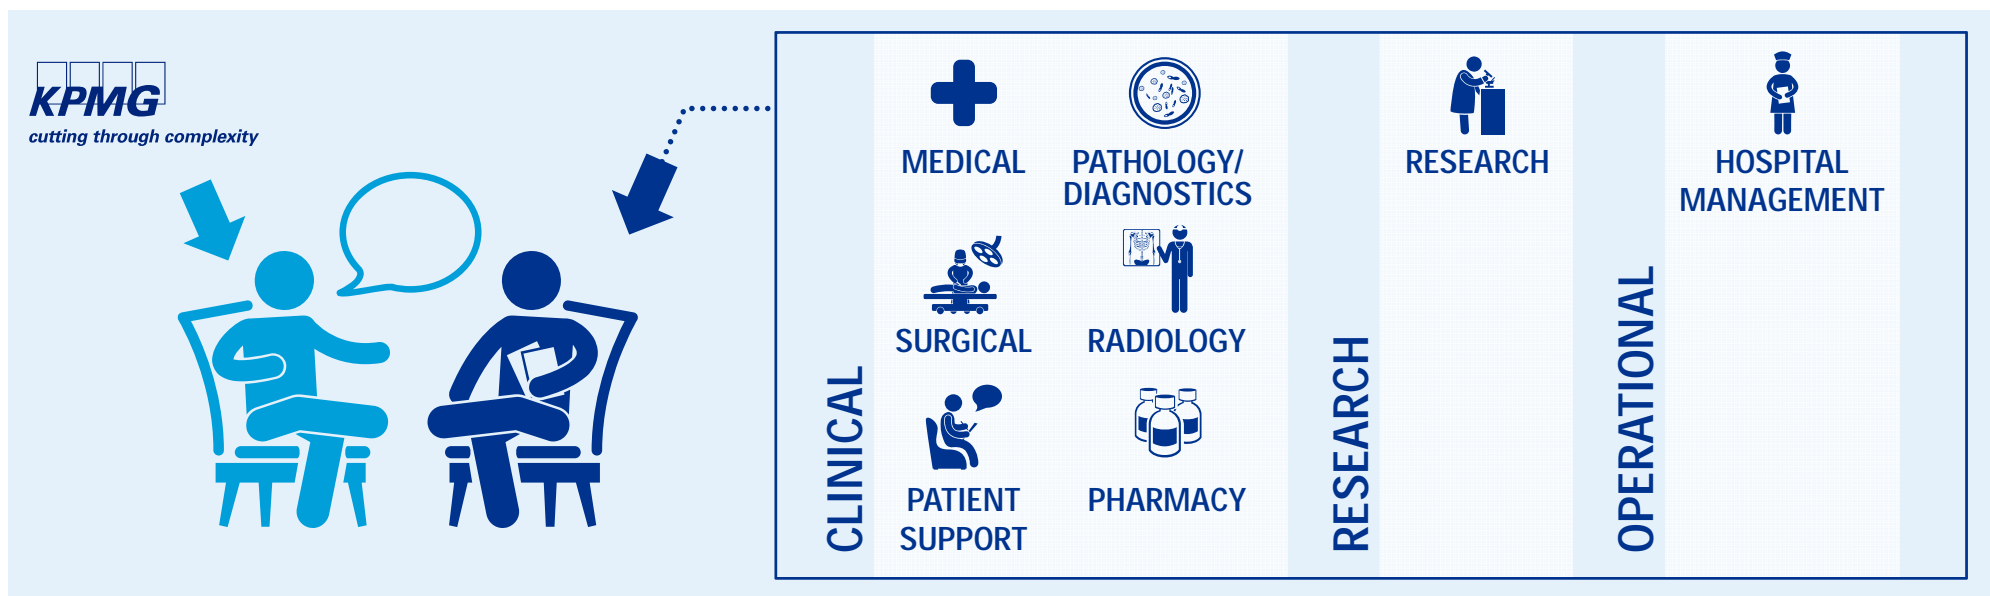 KPMG
cutting through complexity
CLINICAL
MEDICAL
PATHOLOGY/
DIAGNOSTICS
SURGICAL
RADIOLOGY
PATIENT
SUPPORT
PHARMACY
RESEARCH
RESEARCH
OPERATIONAL
HOSPITAL
MANAGEMENT